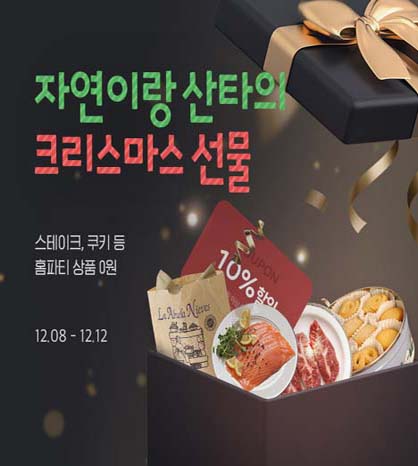 자연이랑 산타의
크리스마스 선물
스테이크, 쿠키 등
홈파티 상품 0원
12.08 - 12.12
COUPON
10% 할인
La Abuela Nieves